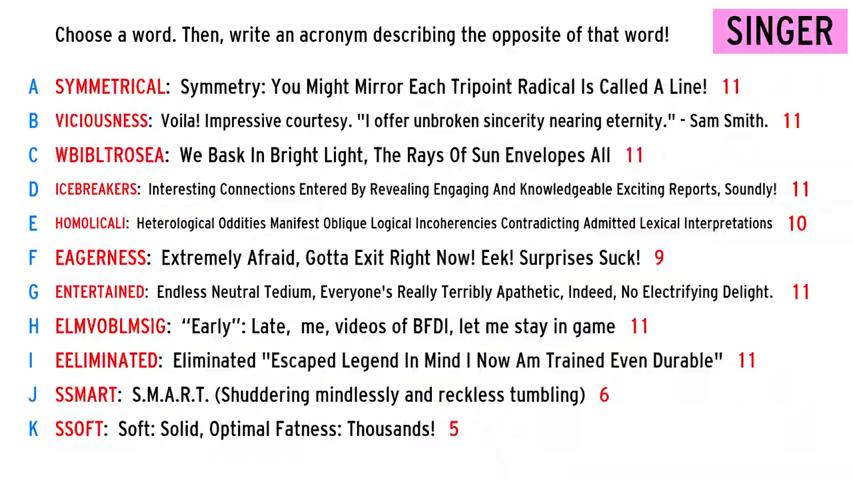 Choose a word. Then, write an acronym describing the opposite of that word!
SINGER
A SYMMETRICAL: Symmetry: You Might Mirror Each Tripoint Radical Is Called A Line! 11
B VICIOUSNESS: Voila! Impressive courtesy. "I offer unbroken sincerity nearing eternity." - Sam Smith. 11
C WBIBLTROSEA: We Bask In Bright Light, The Rays Of Sun Envelopes All 11
D ICEBREAKERS: Interesting Connections Entered By Revealing Engaging And Knowledgeable Exciting Reports, Soundly! 11
E HOMOLICALI: Heterological Oddities Manifest Oblique Logical Incoherencies Contradicting Admitted Lexical Interpretations 10
F EAGERNESS: Extremely Afraid, Gotta Exit Right Now! Eek! Surprises Suck! 9
G ENTERTAINED: Endless Neutral Tedium, Everyone's Really Terribly Apathetic, Indeed, No Electrifying Delight. 11
H ELMVOBLMSIG: “Early”: Late, me, videos of BFDI, let me stay in game 11
I EELIMINATED: Eliminated "Escaped Legend In Mind I Now Am Trained Even Durable" 11
J SSMART: S.M.A.R.T. (Shuddering mindlessly and reckless tumbling) 6
K SSOFT: Soft: Solid, Optimal Fatness: Thousands! 5